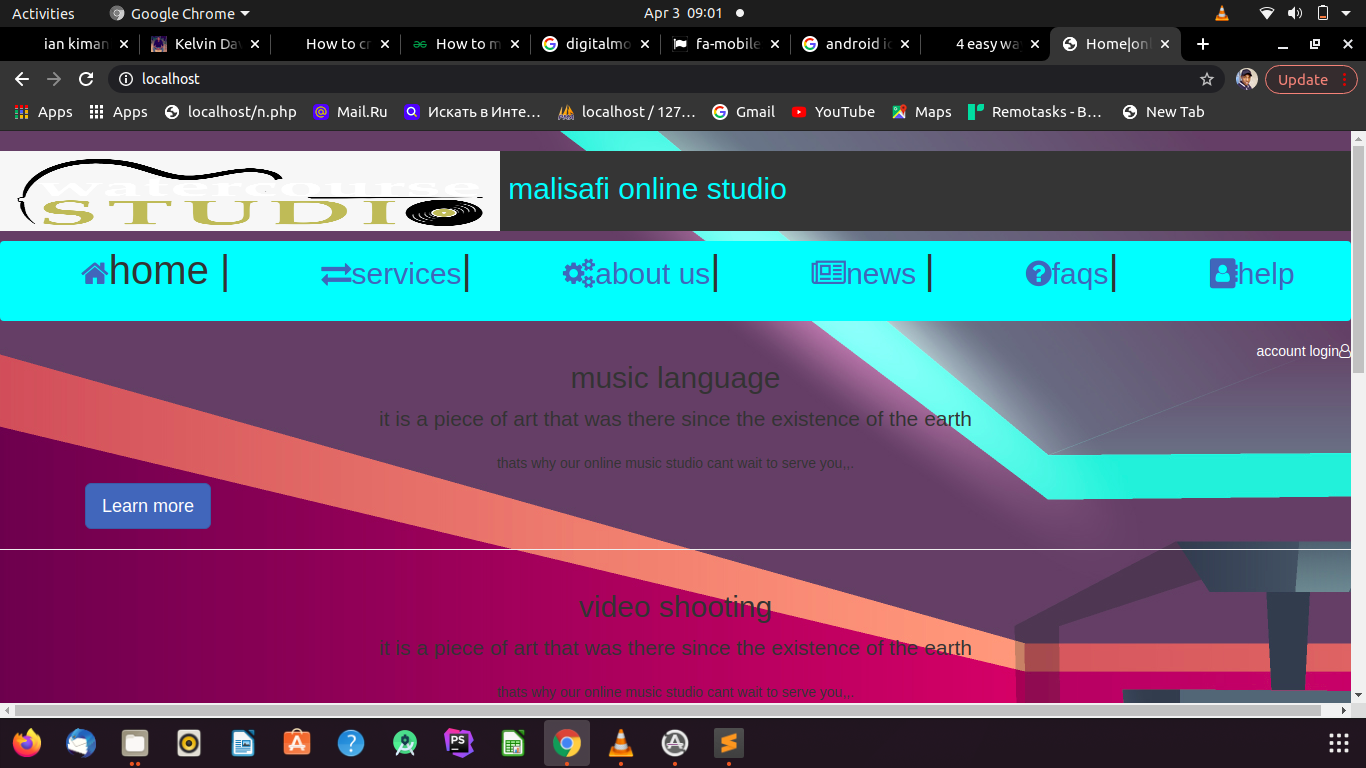 Activities Google Chrome Apr 3 09:01
ian kiman Kelvin Dav How to cr How to m digitalmo fa-mobile android ic 4 easy wa Home|onl
localhost Update
Apps Apps localhost/n.php Mail.Ru Искать в Инте… localhost / 127… Gmail YouTube Maps Remotasks - B… New Tab
watercourse
STUDIO
malisafi online studio
home | services| about us| news | faqs| help
account login
music language
it is a piece of art that was there since the existence of the earth
thats why our online music studio cant wait to serve you,,.
Learn more
video shooting
it is a piece of art that was there since the existence of the earth
thats why our online music studio cant wait to serve you,,.